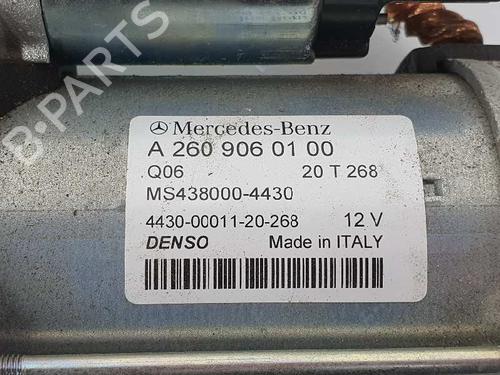 B-PARTS
Mercedes-Benz
A 260 906 01 00
Q06 20 T 268
MS438000-4430
4430-00011-20-268 12 V
DENSO Made in ITALY